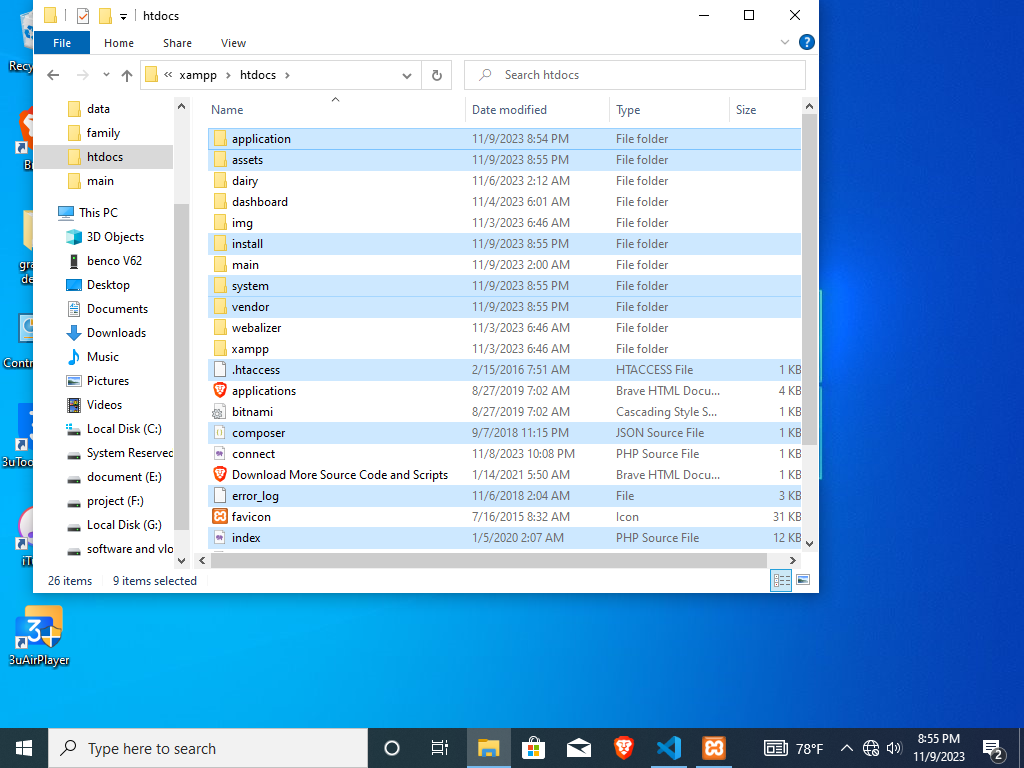 htdocs
File Home Share View
« xampp › htdocs ›
Search htdocs
Name Date modified Type Size
data
family
htdocs
main
This PC
3D Objects
benco V62
Desktop
Documents
Downloads
Music
Pictures
Videos
Local Disk (C:)
System Reserved
document (E:)
project (F:)
Local Disk (G:)
software and vlo
application 11/9/2023 8:54 PM File folder
assets 11/9/2023 8:55 PM File folder
dairy 11/6/2023 2:12 AM File folder
dashboard 11/4/2023 6:01 AM File folder
img 11/3/2023 6:46 AM File folder
install 11/9/2023 8:55 PM File folder
main 11/9/2023 2:00 AM File folder
system 11/9/2023 8:55 PM File folder
vendor 11/9/2023 8:55 PM File folder
webalizer 11/3/2023 6:46 AM File folder
xampp 11/3/2023 6:46 AM File folder
.htaccess 2/15/2016 7:51 AM HTACCESS File 1 KB
applications 8/27/2019 7:02 AM Brave HTML Docu... 4 KB
bitnami 8/27/2019 7:02 AM Cascading Style S... 1 KB
composer 9/7/2018 11:15 PM JSON Source File 1 KB
connect 11/8/2023 10:08 PM PHP Source File 1 KB
Download More Source Code and Scripts 1/14/2021 5:50 AM Brave HTML Docu... 1 KB
error_log 11/6/2018 2:04 AM File 3 KB
favicon 7/16/2015 8:32 AM Icon 31 KB
index 1/5/2020 2:07 AM PHP Source File 12 KB
26 items 9 items selected
Recy
Br
gra
de
Contr
3uToo
iTu
3uAirPlayer
Type here to search
78°F
8:55 PM
11/9/2023
2